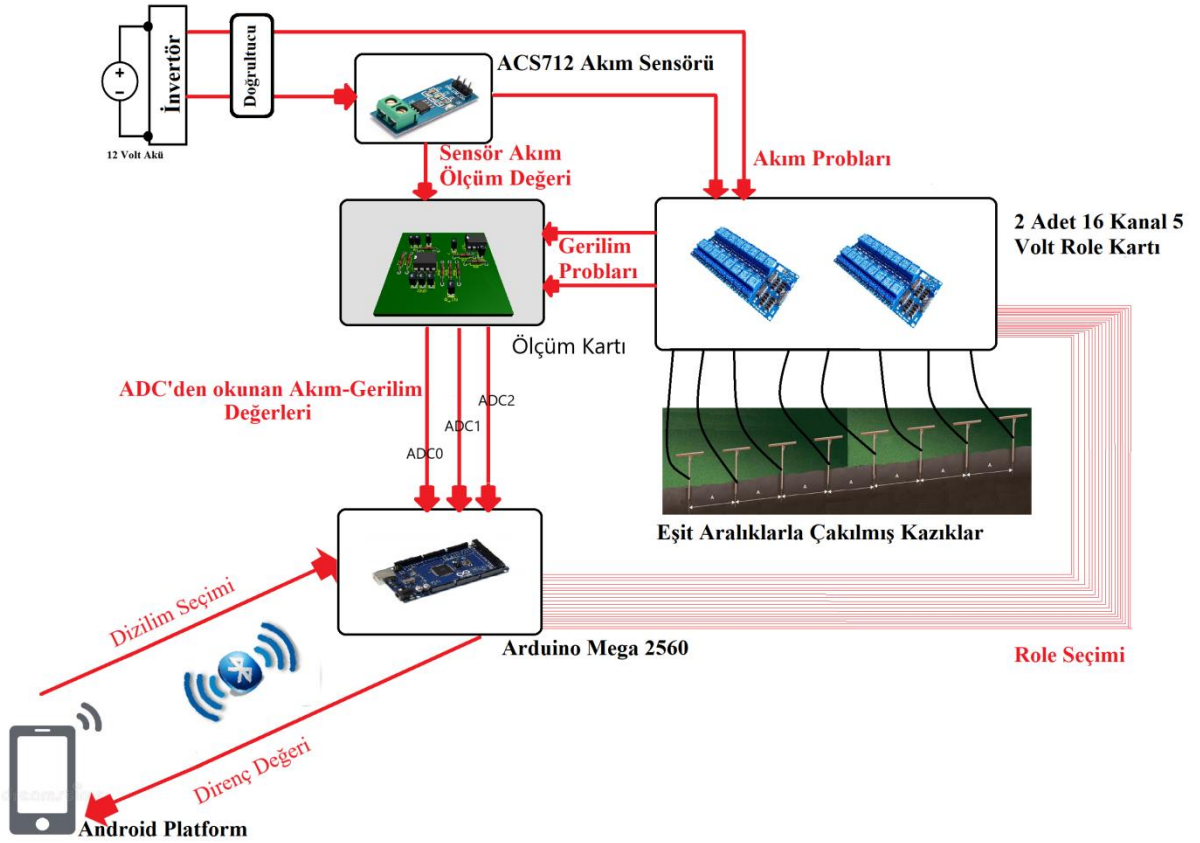 İnvertör
Doğrultucu
12 Volt Akü
ACS712 Akım Sensörü
Sensör Akım
Ölçüm Değeri
Akım Probları
2 Adet 16 Kanal 5
Volt Role Kartı
Gerilim
Probları
Ölçüm Kartı
ADC'den okunan Akım-Gerilim
Değerleri
ADC0
ADC1
ADC2
A
A
A
A
A
A
A
Eşit Aralıklarla Çakılmış Kazıklar
Arduino Mega 2560
Role Seçimi
Dizilim Seçimi
Direnç Değeri
Android Platform